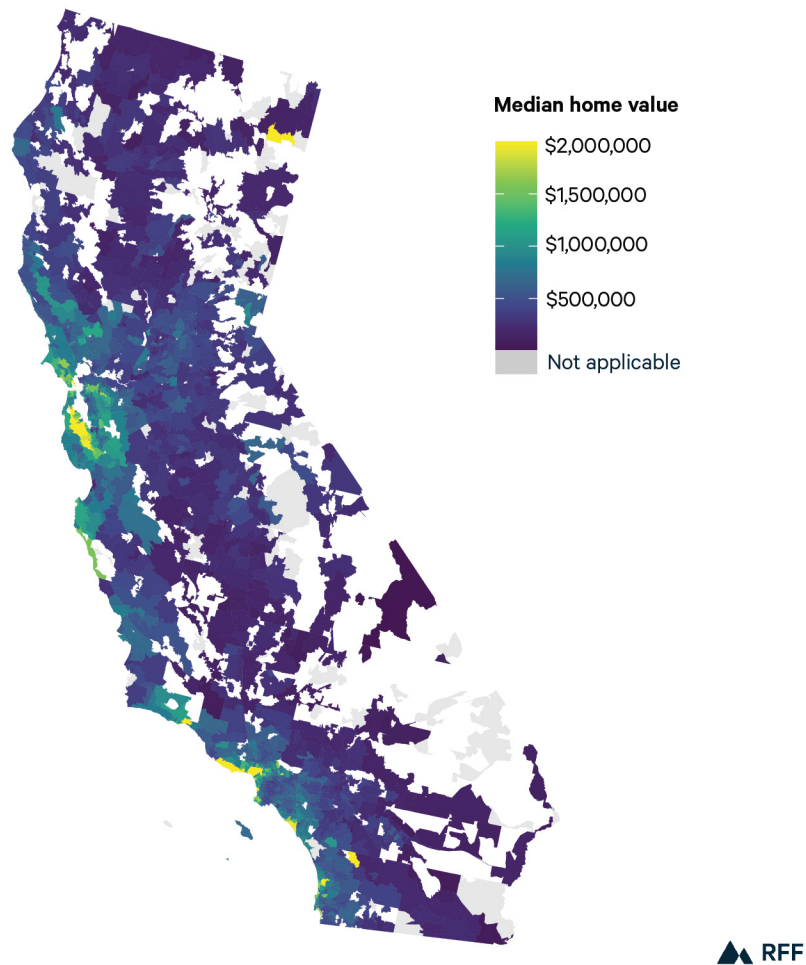 Median home value
$2,000,000
$1,500,000
$1,000,000
$500,000
Not applicable
RFF